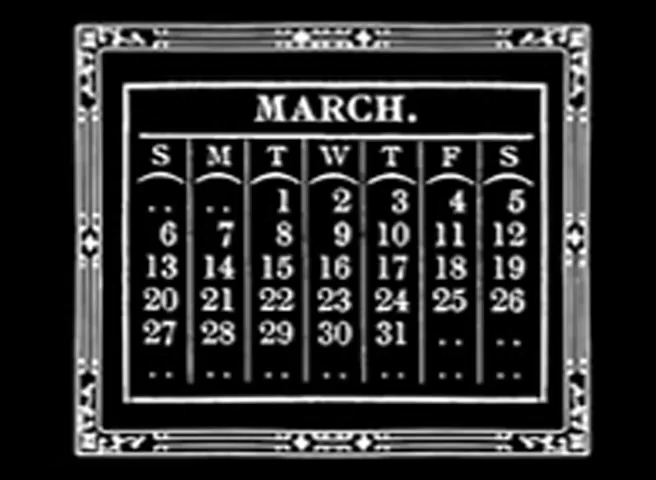 MARCH.
S M T W T F S
.. .. 1 2 3 4 5
6 7 8 9 10 11 12
13 14 15 16 17 18 19
20 21 22 23 24 25 26
27 28 29 30 31 .. ..
.. .. .. .. .. .. ..